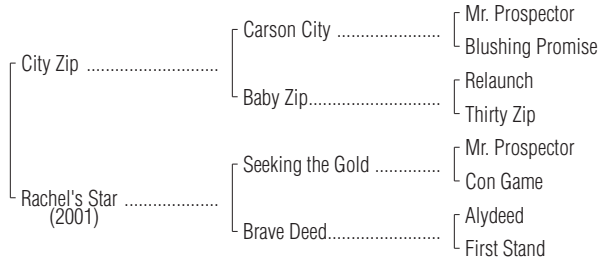 Mr. Prospector
Carson City ........................
Blushing Promise
City Zip ..............................
Relaunch
Baby Zip..............................
Thirty Zip
Mr. Prospector
Seeking the Gold ...............
Con Game
Rachel's Star .....................
(2001)
Alydeed
Brave Deed..........................
First Stand